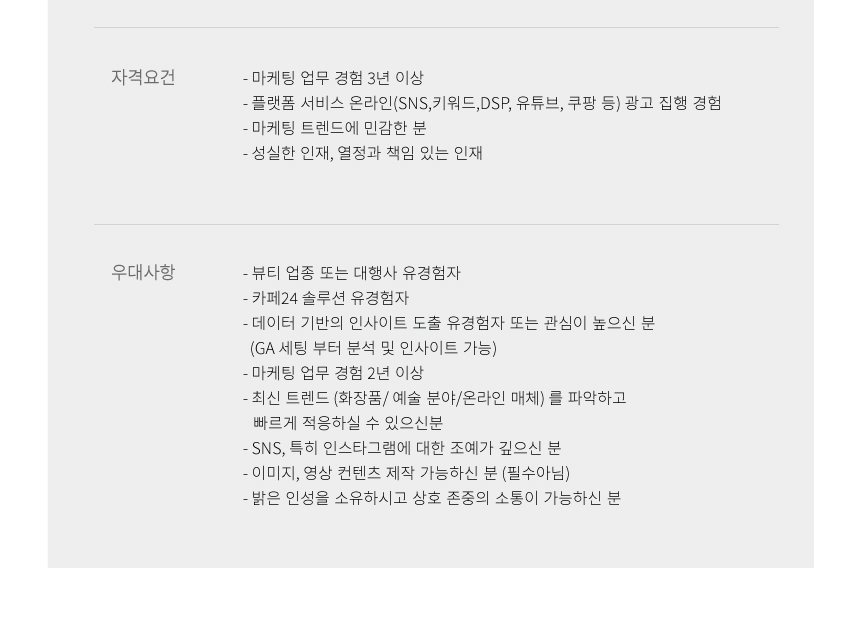 자격요건
- 마케팅 업무 경험 3년 이상
- 플랫폼 서비스 온라인(SNS,키워드,DSP, 유튜브, 쿠팡 등) 광고 집행 경험
- 마케팅 트렌드에 민감한 분
- 성실한 인재, 열정과 책임 있는 인재
우대사항
- 뷰티 업종 또는 대행사 유경험자
- 카페24 솔루션 유경험자
- 데이터 기반의 인사이트 도출 유경험자 또는 관심이 높으신 분
(GA 세팅 부터 분석 및 인사이트 가능)
- 마케팅 업무 경험 2년 이상
- 최신 트렌드 (화장품/ 예술 분야/온라인 매체) 를 파악하고
빠르게 적응하실 수 있으신분
- SNS, 특히 인스타그램에 대한 조예가 깊으신 분
- 이미지, 영상 컨텐츠 제작 가능하신 분 (필수아님)
- 밝은 인성을 소유하시고 상호 존중의 소통이 가능하신 분